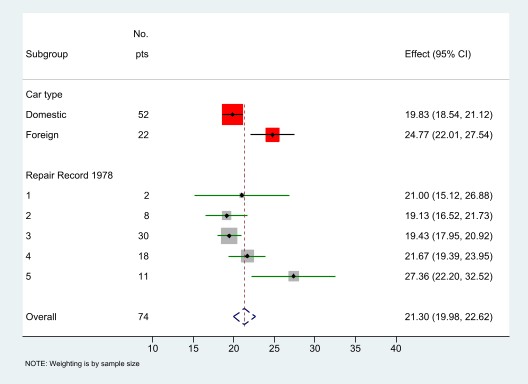 No.
Subgroup pts Effect (95% CI)
Car type
Domestic 52 19.83 (18.54, 21.12)
Foreign 22 24.77 (22.01, 27.54)
Repair Record 1978
1 2 21.00 (15.12, 26.88)
2 8 19.13 (16.52, 21.73)
3 30 19.43 (17.95, 20.92)
4 18 21.67 (19.39, 23.95)
5 11 27.36 (22.20, 32.52)
Overall 74 21.30 (19.98, 22.62)
10 15 20 25 30 35 40
NOTE: Weighting is by sample size